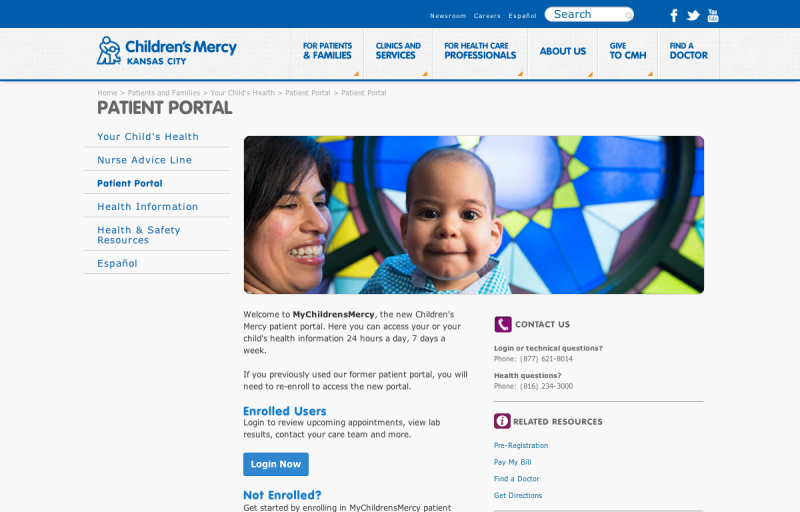 Newsroom Careers Español Search
You Tube
Children's Mercy
KANSAS CITY
FOR PATIENTS
& FAMILIES
CLINICS AND
SERVICES
FOR HEALTH CARE
PROFESSIONALS
ABOUT US
GIVE
TO CMH
FIND A
DOCTOR
Home > Patients and Families > Your Child's Health > Patient Portal > Patient Portal
PATIENT PORTAL
Your Child's Health
Nurse Advice Line
Patient Portal
Health Information
Health & Safety
Resources
Español
Welcome to MyChildrensMercy, the new Children's
Mercy patient portal. Here you can access your or your
child's health information 24 hours a day, 7 days a
week.
If you previously used our former patient portal, you will
need to re-enroll to access the new portal.
Enrolled Users
Login to review upcoming appointments, view lab
results, contact your care team and more.
Login Now
Not Enrolled?
Get started by enrolling in MyChildrensMercy patient
CONTACT US
Login or technical questions?
Phone: (877) 621-8014
Health questions?
Phone: (816) 234-3000
RELATED RESOURCES
Pre-Registration
Pay My Bill
Find a Doctor
Get Directions